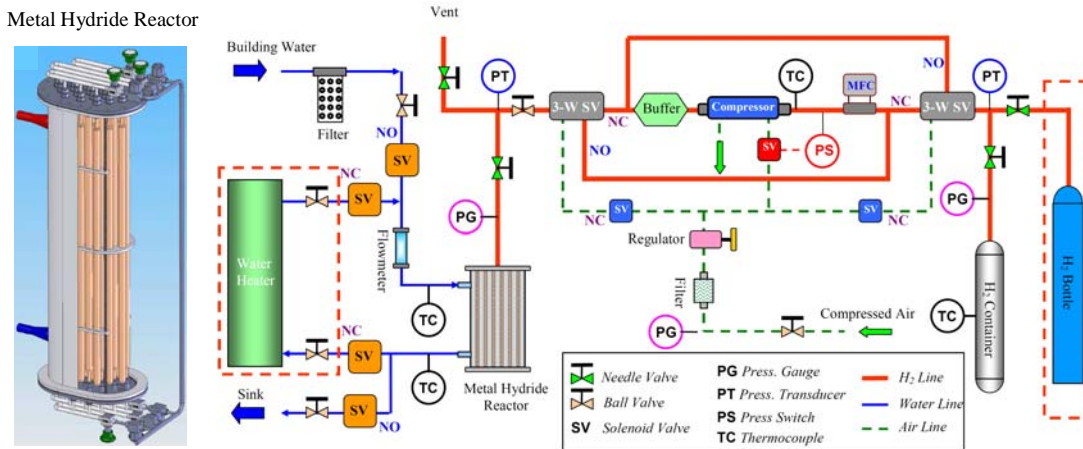 Metal Hydride Reactor
Vent
Building Water
Filter
NO
SV
NC
SV
Water
Heater
Flowmeter
TC
NC
SV
TC
Sink
SV
NO
Metal Hydride
Reactor
PG
PT
3-W SV
NC
NO
Buffer
Compressor
TC
MFC
NC
NO
3-W SV
PT
SV
PS
NC
SV
SV
NC
Regulator
Filter
PG
Compressed Air
PG
TC
H2 Container
H2 Bottle
Needle Valve
Ball Valve
SV Solenoid Valve
PG Press. Gauge
PT Press. Transducer
PS Press Switch
TC Thermocouple
H2 Line
Water Line
Air Line